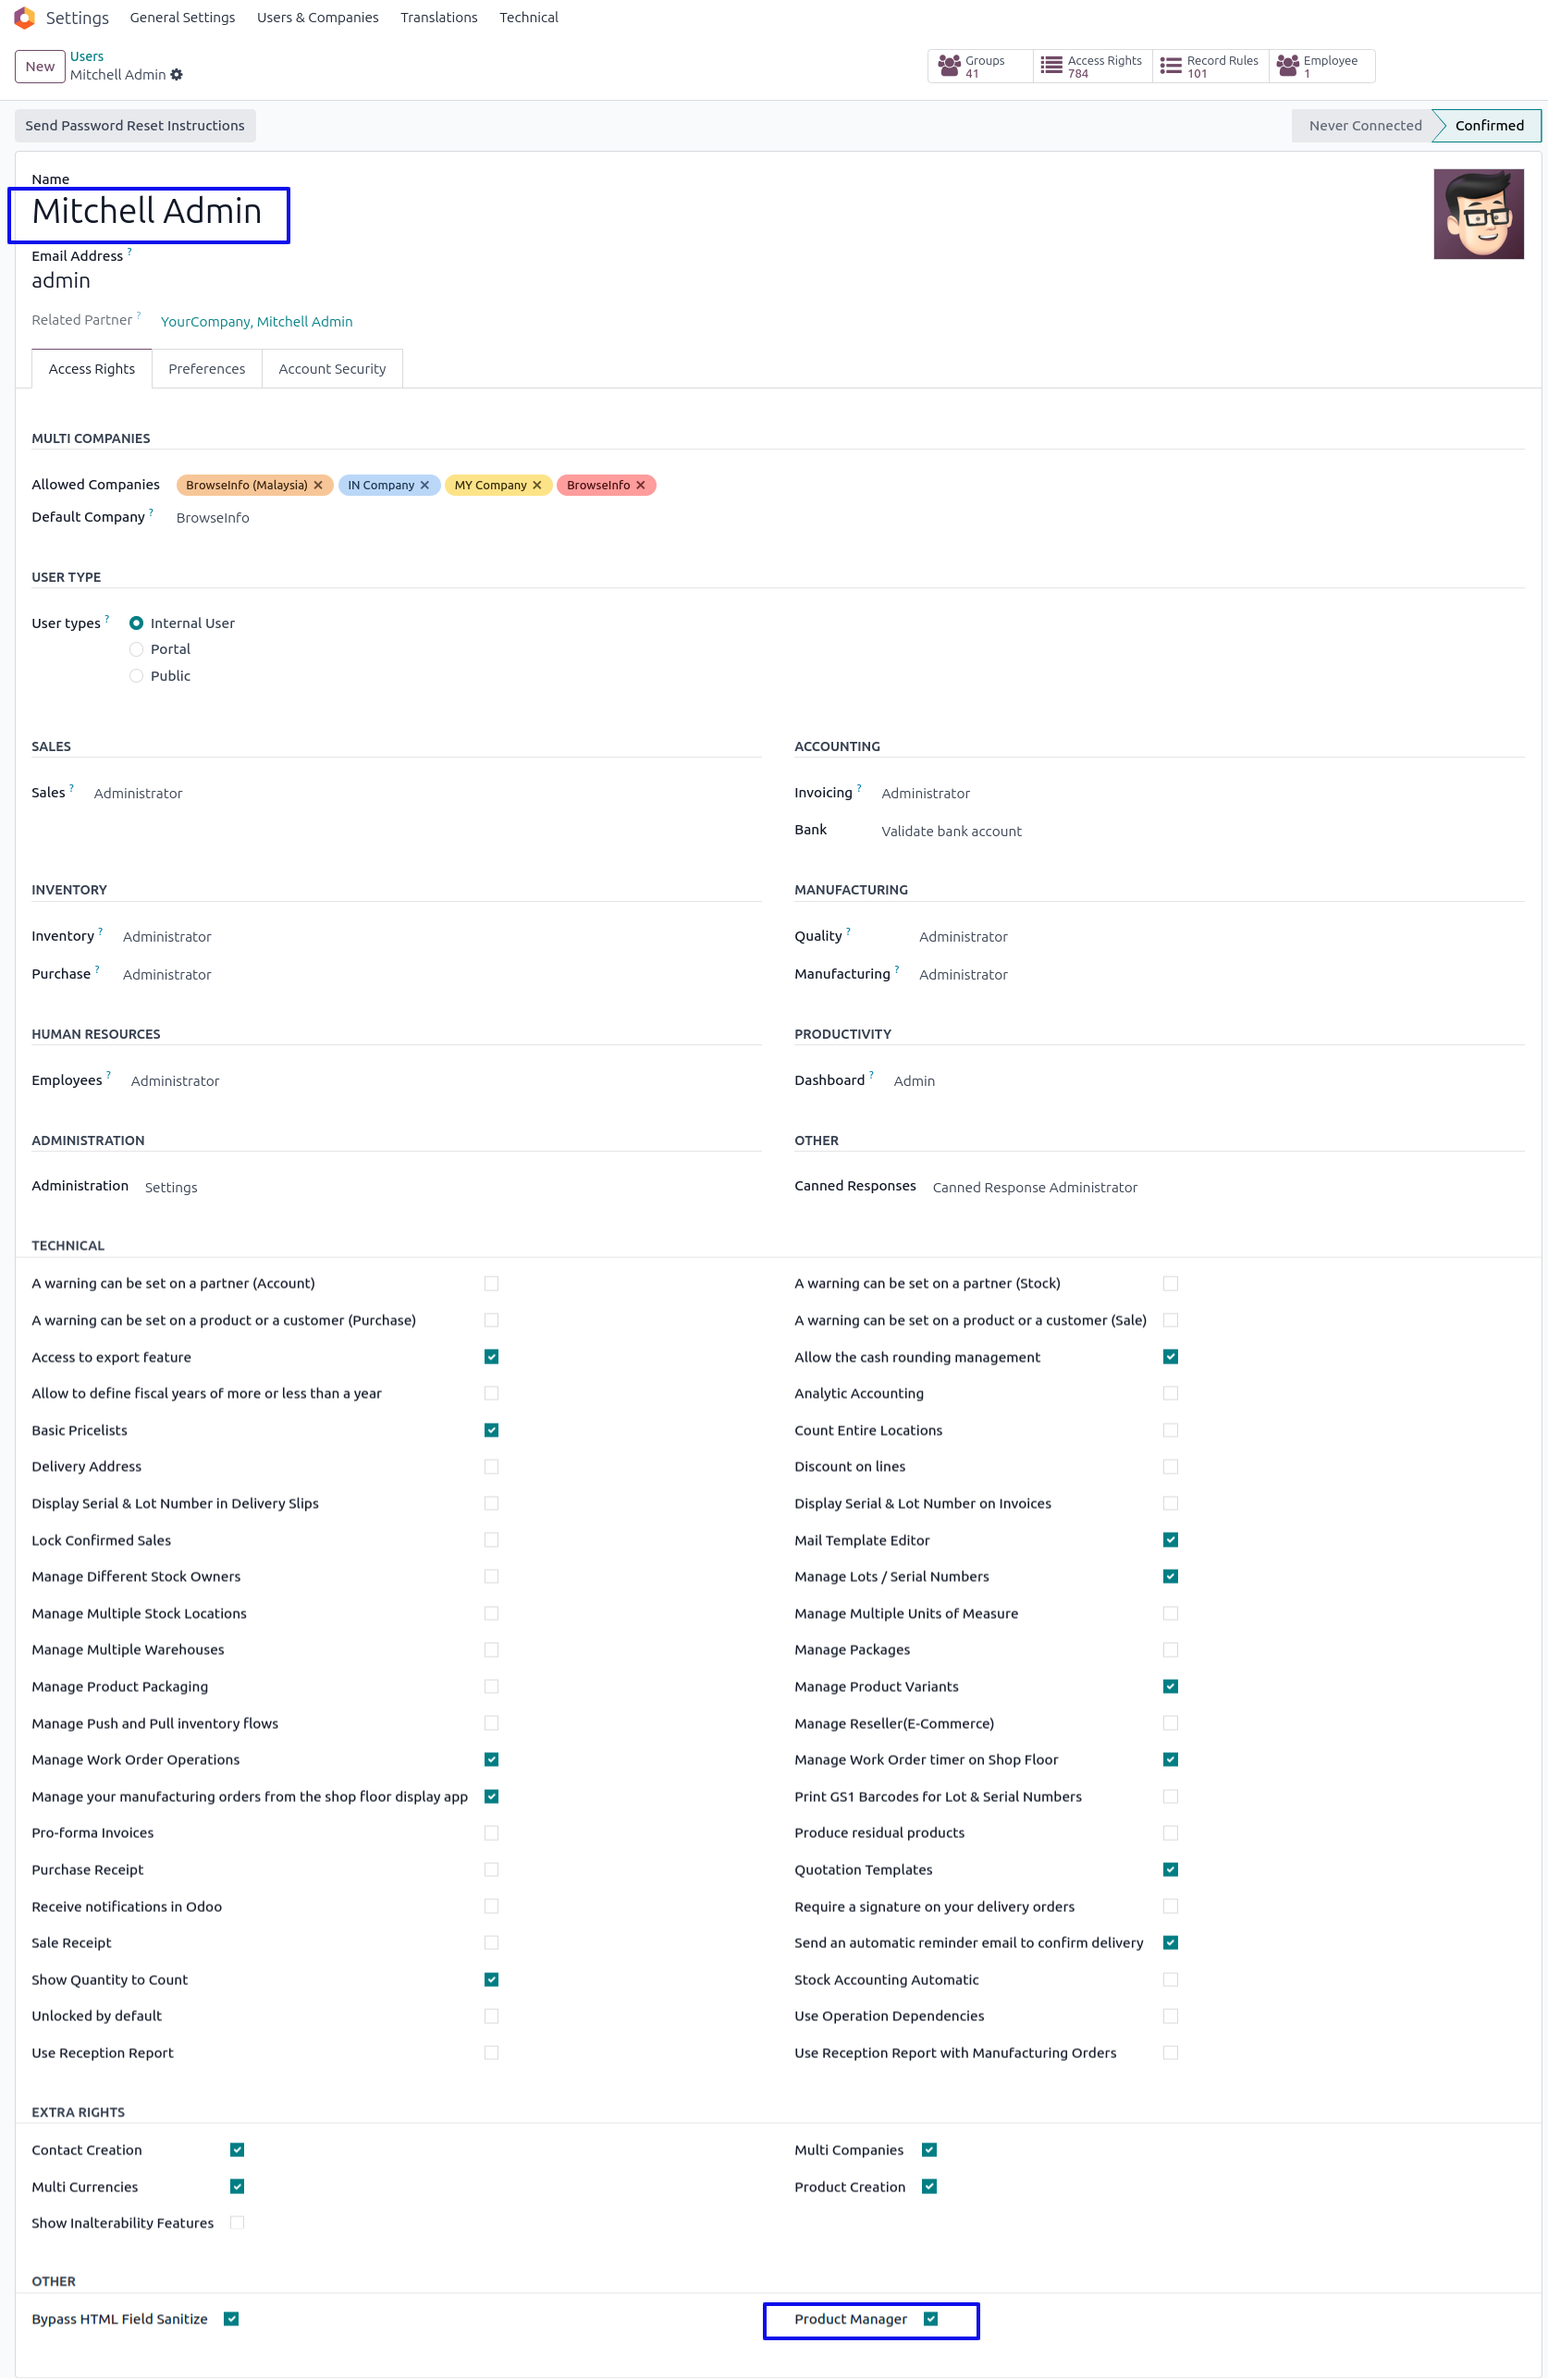 Settings General Settings Users & Companies Translations Technical
New Users
Mitchell Admin
Groups 41
Access Rights 784
Record Rules 101
Employee 1
Send Password Reset Instructions
Never Connected Confirmed
Name
Mitchell Admin
Email Address ?
admin
Related Partner ? YourCompany, Mitchell Admin
Access Rights Preferences Account Security
MULTI COMPANIES
Allowed Companies BrowseInfo (Malaysia) × IN Company × MY Company × BrowseInfo ×
Default Company ? BrowseInfo
USER TYPE
User types ? Internal User
Portal
Public
SALES
Sales ? Administrator
ACCOUNTING
Invoicing ? Administrator
Bank Validate bank account
INVENTORY
Inventory ? Administrator
Purchase ? Administrator
MANUFACTURING
Quality ? Administrator
Manufacturing ? Administrator
HUMAN RESOURCES
Employees ? Administrator
PRODUCTIVITY
Dashboard ? Admin
ADMINISTRATION
Administration Settings
OTHER
Canned Responses Canned Response Administrator
TECHNICAL
A warning can be set on a partner (Account) A warning can be set on a partner (Stock)
A warning can be set on a product or a customer (Purchase) A warning can be set on a product or a customer (Sale)
Access to export feature Allow the cash rounding management
Allow to define fiscal years of more or less than a year Analytic Accounting
Basic Pricelists Count Entire Locations
Delivery Address Discount on lines
Display Serial & Lot Number in Delivery Slips Display Serial & Lot Number on Invoices
Lock Confirmed Sales Mail Template Editor
Manage Different Stock Owners Manage Lots / Serial Numbers
Manage Multiple Stock Locations Manage Multiple Units of Measure
Manage Multiple Warehouses Manage Packages
Manage Product Packaging Manage Product Variants
Manage Push and Pull inventory flows Manage Reseller(E-Commerce)
Manage Work Order Operations Manage Work Order timer on Shop Floor
Manage your manufacturing orders from the shop floor display app Print GS1 Barcodes for Lot & Serial Numbers
Pro-forma Invoices Produce residual products
Purchase Receipt Quotation Templates
Receive notifications in Odoo Require a signature on your delivery orders
Sale Receipt Send an automatic reminder email to confirm delivery
Show Quantity to Count Stock Accounting Automatic
Unlocked by default Use Operation Dependencies
Use Reception Report Use Reception Report with Manufacturing Orders
EXTRA RIGHTS
Contact Creation Multi Companies
Multi Currencies Product Creation
Show Inalterability Features
OTHER
Bypass HTML Field Sanitize Product Manager